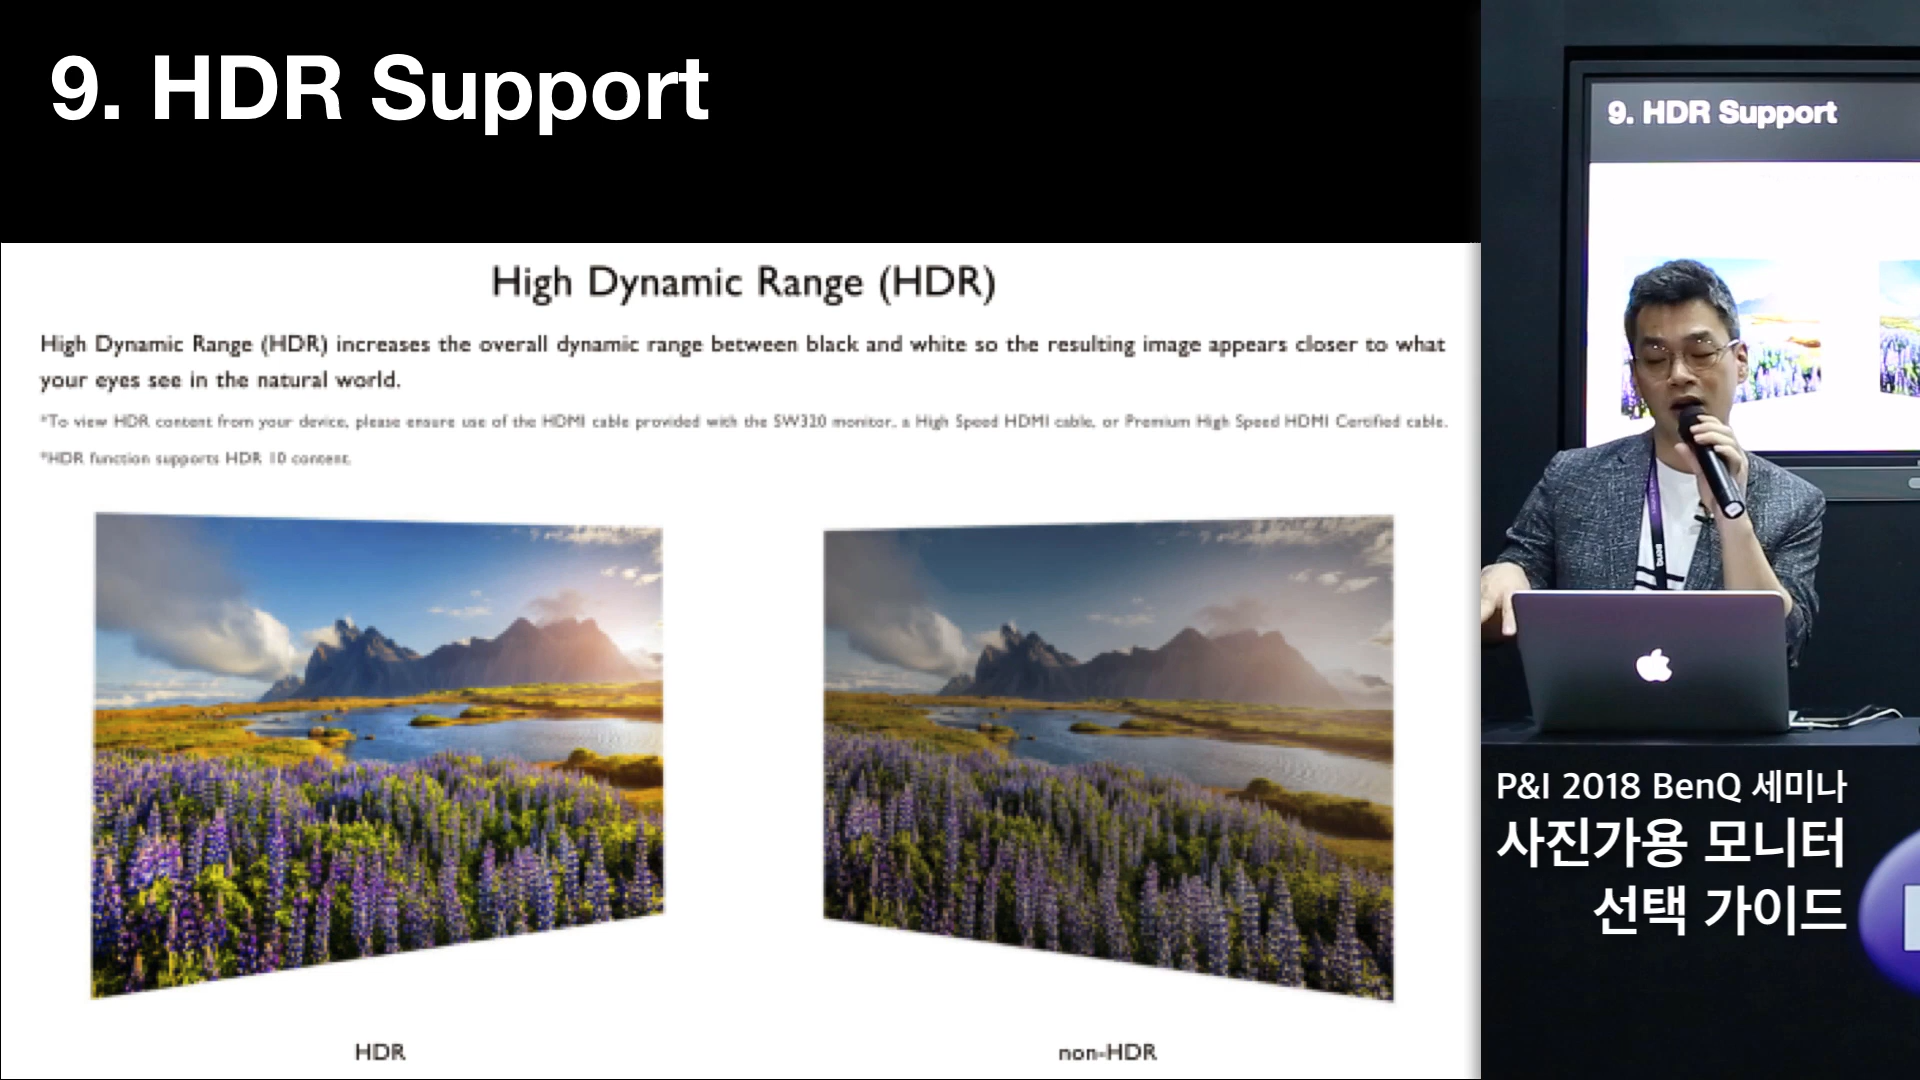 9. HDR Support
High Dynamic Range (HDR)
High Dynamic Range (HDR) increases the overall dynamic range between black and white so the resulting image appears closer to what
your eyes see in the natural world.
*To view HDR content from your device, please ensure use of the HDMI cable provided with the SW320 monitor, a High Speed HDMI cable, or Premium High Speed HDMI Certified cable.
*HDR function supports HDR 10 content.
HDR
non-HDR
9. HDR Support
BenQ
P&I 2018 BenQ 세미나
사진가용 모니터
선택 가이드